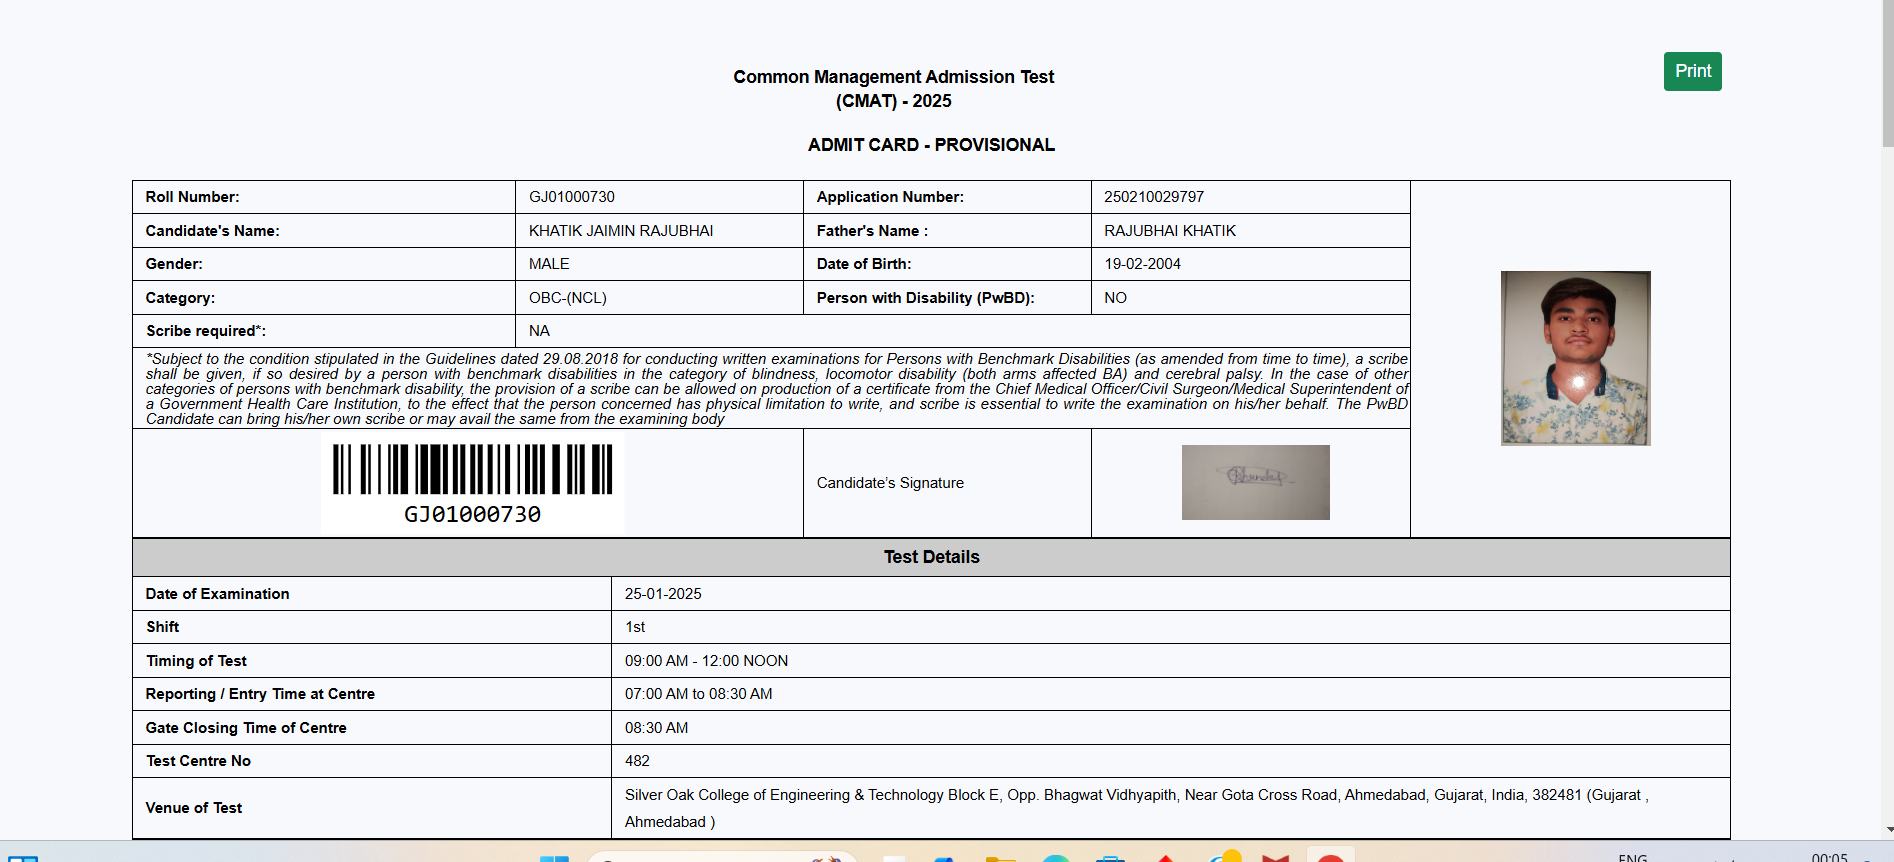 Print
Common Management Admission Test
(CMAT) - 2025
ADMIT CARD - PROVISIONAL
Roll Number: GJ01000730 Application Number: 250210029797
Candidate's Name: KHATIK JAIMIN RAJUBHAI Father's Name : RAJUBHAI KHATIK
Gender: MALE Date of Birth: 19-02-2004
Category: OBC-(NCL) Person with Disability (PwBD): NO
Scribe required*: NA
*Subject to the condition stipulated in the Guidelines dated 29.08.2018 for conducting written examinations for Persons with Benchmark Disabilities (as amended from time to time), a scribe
shall be given, if so desired by a person with benchmark disabilities in the category of blindness, locomotor disability (both arms affected BA) and cerebral palsy. In the case of other
categories of persons with benchmark disability, the provision of a scribe can be allowed on production of a certificate from the Chief Medical Officer/Civil Surgeon/Medical Superintendent of
a Government Health Care Institution, to the effect that the person concerned has physical limitation to write, and scribe is essential to write the examination on his/her behalf. The PwBD
Candidate can bring his/her own scribe or may avail the same from the examining body
GJ01000730
Candidate’s Signature
Test Details
Date of Examination 25-01-2025
Shift 1st
Timing of Test 09:00 AM - 12:00 NOON
Reporting / Entry Time at Centre 07:00 AM to 08:30 AM
Gate Closing Time of Centre 08:30 AM
Test Centre No 482
Venue of Test Silver Oak College of Engineering & Technology Block E, Opp. Bhagwat Vidhyapith, Near Gota Cross Road, Ahmedabad, Gujarat, India, 382481 (Gujarat ,
Ahmedabad )
ENG 00:05